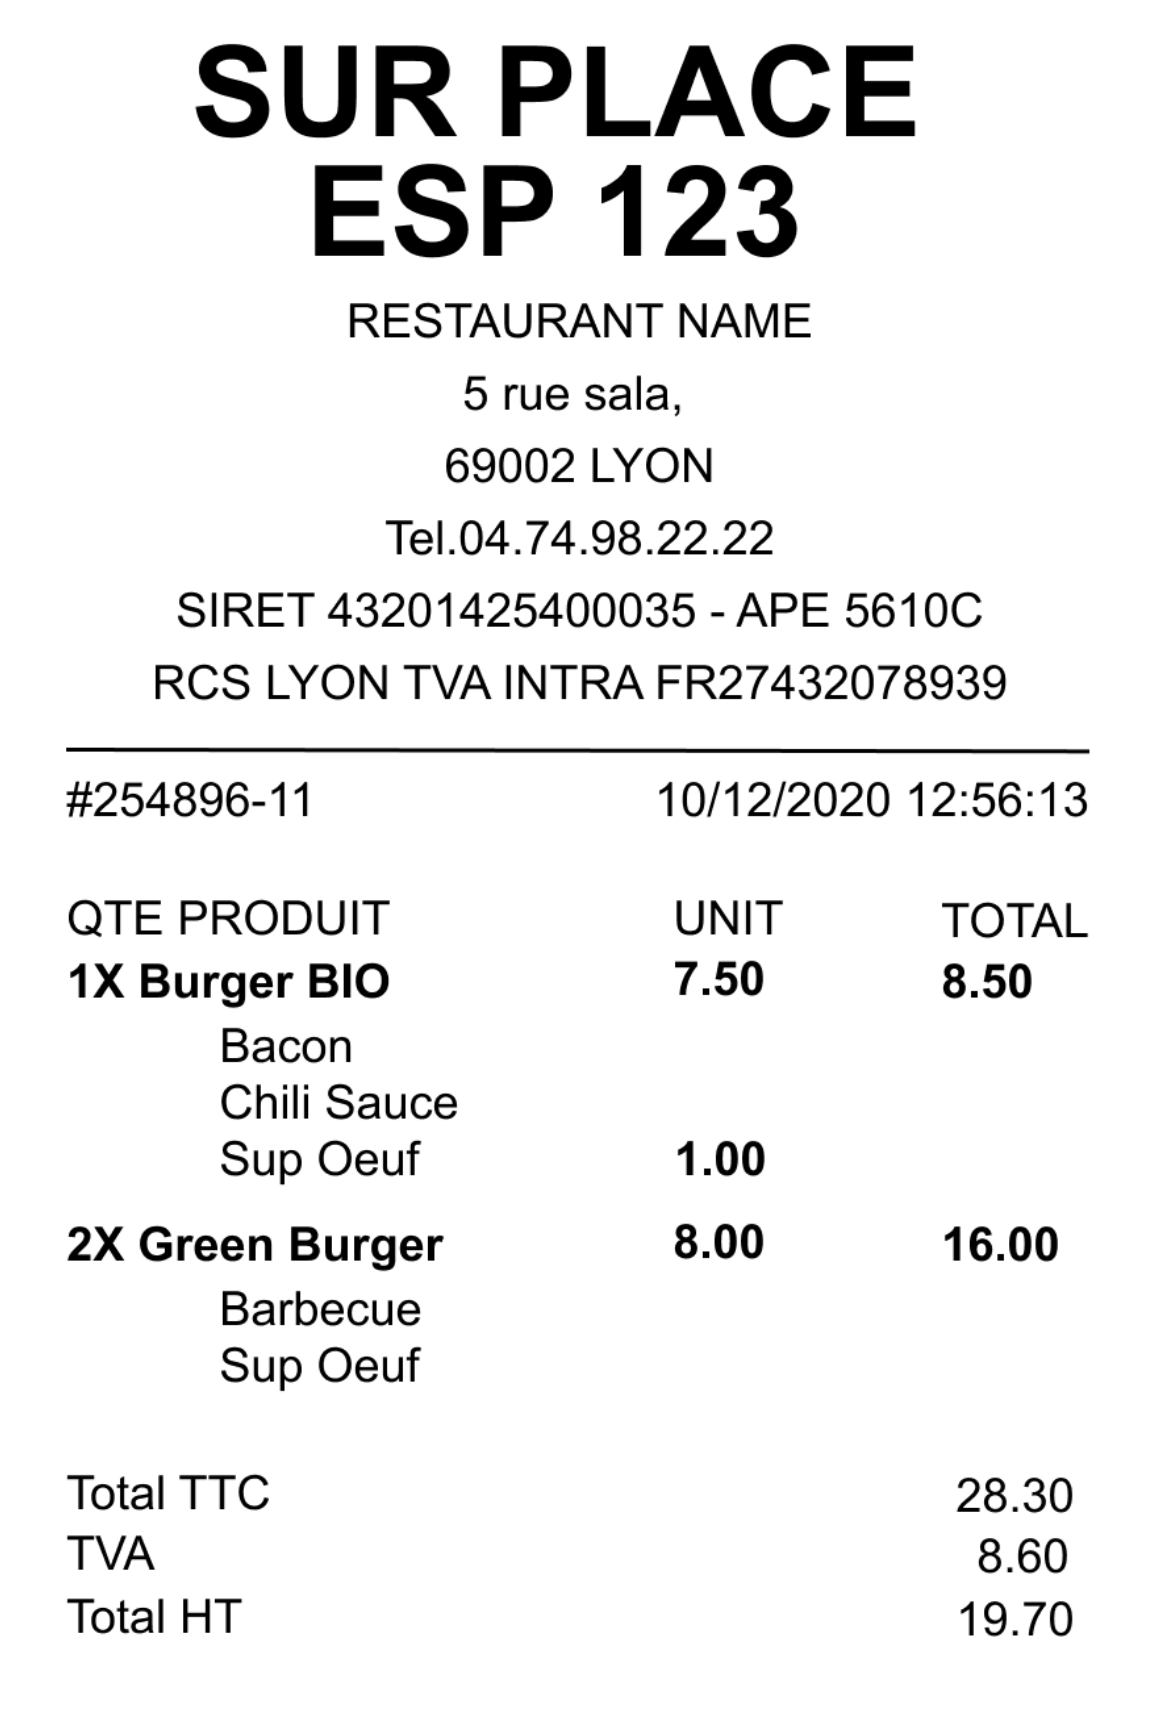 SUR PLACE
ESP 123
RESTAURANT NAME
5 rue sala,
69002 LYON
Tel.04.74.98.22.22
SIRET 43201425400035 - APE 5610C
RCS LYON TVA INTRA FR27432078939
#254896-11 10/12/2020 12:56:13
QTE PRODUIT UNIT TOTAL
1X Burger BIO 7.50 8.50
Bacon
Chili Sauce
Sup Oeuf 1.00
2X Green Burger 8.00 16.00
Barbecue
Sup Oeuf
Total TTC 28.30
TVA 8.60
Total HT 19.70